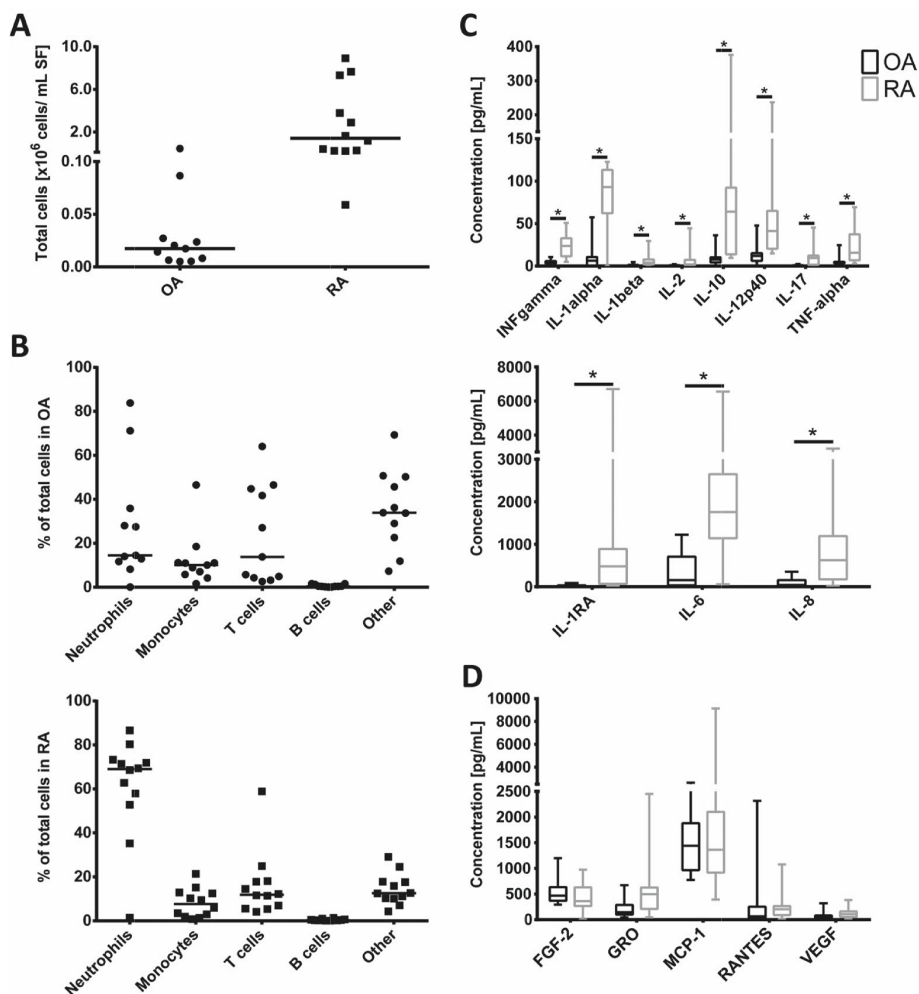 A
Total cells [x10⁶ cells/ mL SF]
10.0
6.0
2.0
0.10
0.05
0.00
OA
RA
B
% of total cells in OA
100
80
60
40
20
0
Neutrophils
Monocytes
T cells
B cells
Other
% of total cells in RA
100
80
60
40
20
0
Neutrophils
Monocytes
T cells
B cells
Other
C
Concentration [pg/mL]
400
300
200
150
100
50
0
*
*
*
*
*
*
*
*
OA
RA
INFgamma
IL-1alpha
IL-1beta
IL-2
IL-10
IL-12p40
IL-17
TNF-alpha
Concentration [pg/mL]
8000
6000
4000
3000
2000
1000
0
*
*
*
IL-1RA
IL-6
IL-8
D
Concentration [pg/mL]
10000
7500
5000
2500
2000
1500
1000
500
0
FGF-2
GRO
MCP-1
RANTES
VEGF